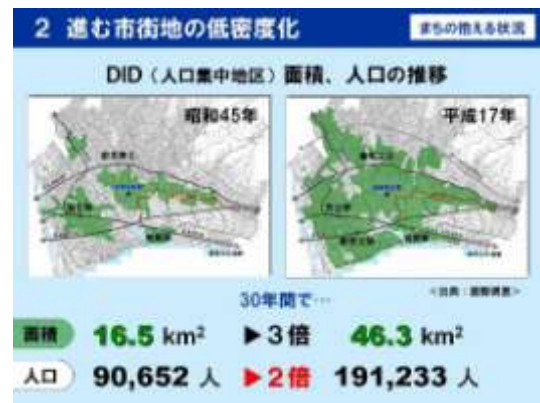 2 進む市街地の低密度化
まちの抱える状況
DID（人口集中地区）面積、人口の推移
昭和45年
平成17年
30年間で…
<出典：国勢調査>
面積 16.5 km² ▶3倍 46.3 km²
人口 90,652 人 ▶2倍 191,233 人